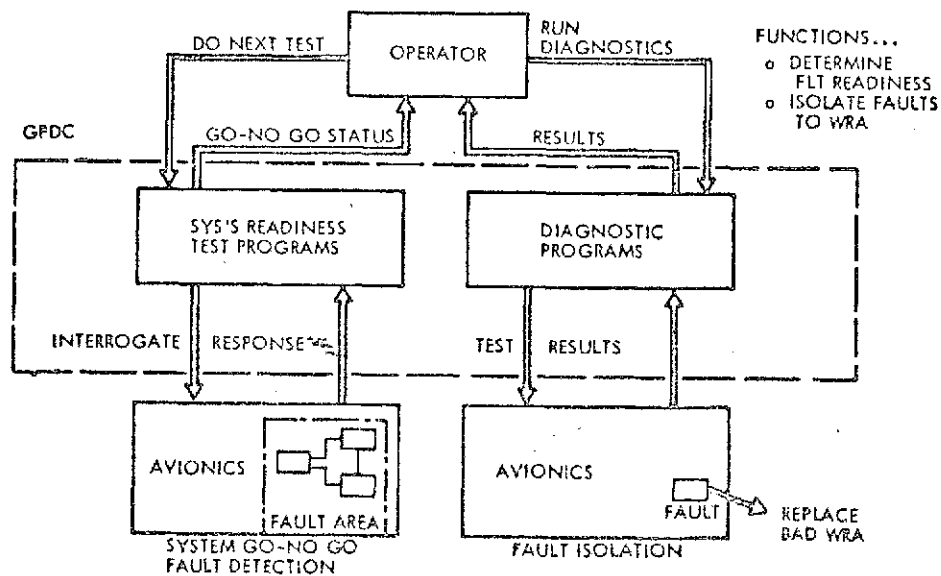 DO NEXT TEST
OPERATOR
RUN
DIAGNOSTICS
FUNCTIONS...
o DETERMINE
FLT READINESS
o ISOLATE FAULTS
TO WRA
GPDC
GO-NO GO STATUS
RESULTS
SYS'S READINESS
TEST PROGRAMS
DIAGNOSTIC
PROGRAMS
INTERROGATE
RESPONSE
TEST
RESULTS
AVIONICS
FAULT AREA
AVIONICS
FAULT
REPLACE
BAD WRA
SYSTEM GO-NO GO
FAULT DETECTION
FAULT ISOLATION